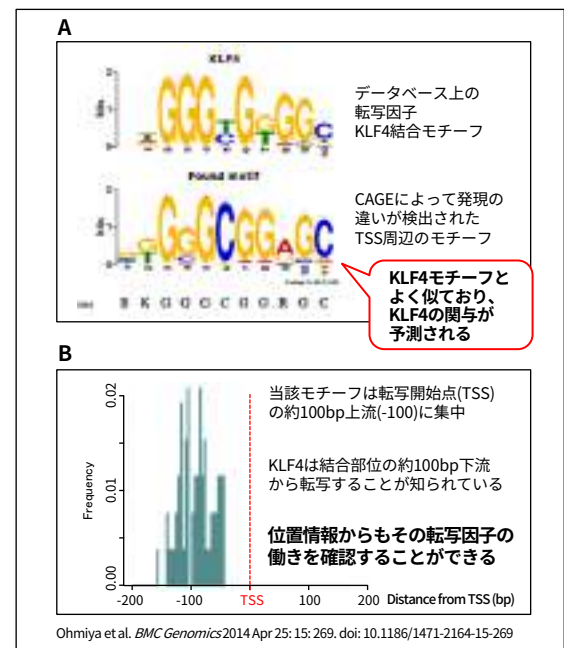 A
KLF4
データベース上の
転写因子
KLF4結合モチーフ
Found motif
CAGEによって発現の
違いが検出された
TSS周辺のモチーフ
KLF4モチーフと
よく似ており、
KLF4の関与が
予測される
B K G G G C G G R G C
B
0.02
0.01
0.00
Frequency
当該モチーフは転写開始点(TSS)
の約100bp上流(-100)に集中
KLF4は結合部位の約100bp下流
から転写することが知られている
位置情報からもその転写因子の
働きを確認することができる
-200 -100 TSS 100 200 Distance from TSS (bp)
Ohmiya et al. BMC Genomics 2014 Apr 25: 15: 269. doi: 10.1186/1471-2164-15-269